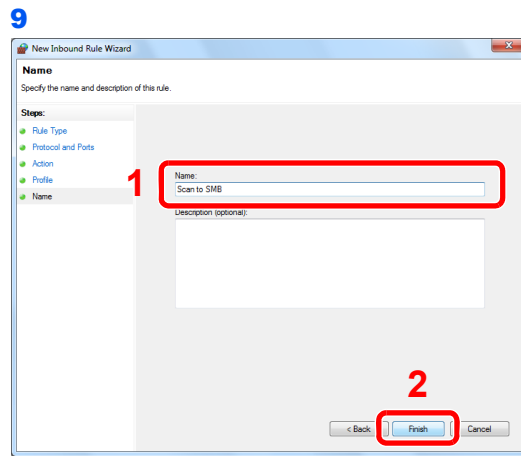 9
New Inbound Rule Wizard
Name
Specify the name and description of this rule.
Steps:
Rule Type
Protocol and Ports
Action
Profile
Name
1
Name:
Scan to SMB
Description (optional):
2
< Back
Finish
Cancel